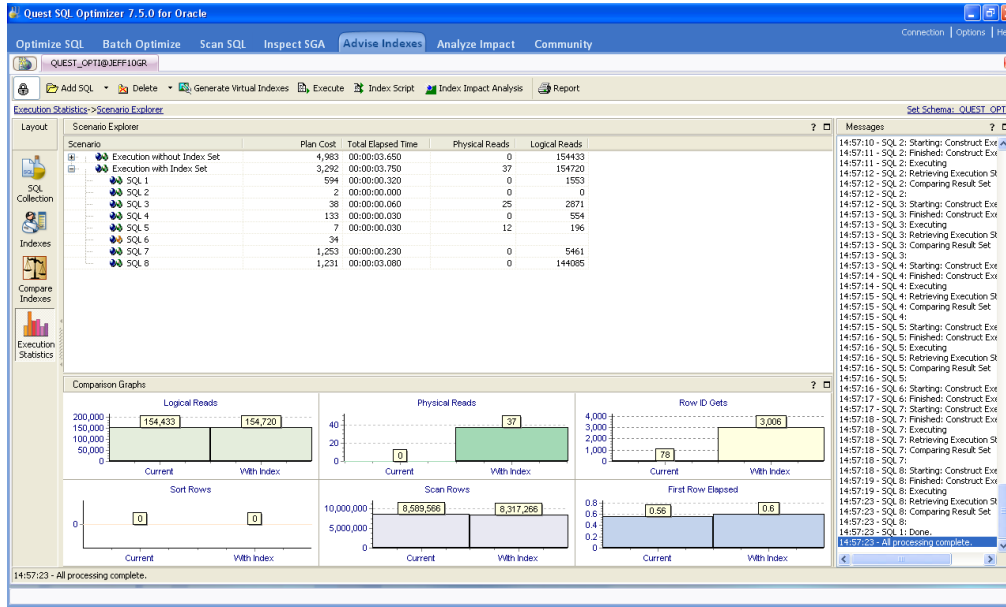 Quest SQL Optimizer 7.5.0 for Oracle
Optimize SQL Batch Optimize Scan SQL Inspect SGA Advise Indexes Analyze Impact Community
Connection | Options | He
QUEST_OPTI@JEFF10GR
Add SQL Delete Generate Virtual Indexes Execute Index Script Index Impact Analysis Report
Execution Statistics->Scenario Explorer
Set Schema: QUEST_OPT
Layout
SQL Collection
Indexes
Compare Indexes
Execution Statistics
Scenario Explorer ?
Scenario Plan Cost Total Elapsed Time Physical Reads Logical Reads
Execution without Index Set 4,983 00:00:03.650 0 154433
Execution with Index Set 3,292 00:00:03.750 37 154720
SQL 1 594 00:00:00.320 0 1553
SQL 2 2 00:00:00.000 0 0
SQL 3 38 00:00:00.060 25 2871
SQL 4 133 00:00:00.030 0 554
SQL 5 7 00:00:00.030 12 196
SQL 6 34
SQL 7 1,253 00:00:00.230 0 5461
SQL 8 1,231 00:00:03.080 0 144085
Comparison Graphs ?
Logical Reads
200,000
150,000
100,000
50,000
0
154,433 154,720
Current With Index
Physical Reads
40
20
0
0 37
Current With Index
Row ID Gets
4,000
3,000
2,000
1,000
0
78 3,006
Current With Index
Sort Rows
0
0 0
Current With Index
Scan Rows
10,000,000
5,000,000
0
8,589,566 8,317,266
Current With Index
First Row Elapsed
0.8
0.6
0.4
0.2
0
0.56 0.6
Current With Index
Messages ?
14:57:10 - SQL 2: Starting: Construct Exe
14:57:11 - SQL 2: Finished: Construct Exe
14:57:11 - SQL 2: Executing
14:57:12 - SQL 2: Retrieving Execution St
14:57:12 - SQL 2: Comparing Result Set
14:57:12 - SQL 2:
14:57:12 - SQL 3: Starting: Construct Exe
14:57:13 - SQL 3: Finished: Construct Exe
14:57:13 - SQL 3: Executing
14:57:13 - SQL 3: Retrieving Execution St
14:57:13 - SQL 3: Comparing Result Set
14:57:13 - SQL 3:
14:57:13 - SQL 4: Starting: Construct Exe
14:57:14 - SQL 4: Finished: Construct Exe
14:57:14 - SQL 4: Executing
14:57:15 - SQL 4: Retrieving Execution St
14:57:15 - SQL 4: Comparing Result Set
14:57:15 - SQL 4:
14:57:15 - SQL 5: Starting: Construct Exe
14:57:16 - SQL 5: Finished: Construct Exe
14:57:16 - SQL 5: Executing
14:57:16 - SQL 5: Retrieving Execution St
14:57:16 - SQL 5: Comparing Result Set
14:57:16 - SQL 5:
14:57:16 - SQL 6: Starting: Construct Exe
14:57:17 - SQL 6: Finished: Construct Exe
14:57:17 - SQL 7: Starting: Construct Exe
14:57:18 - SQL 7: Finished: Construct Exe
14:57:18 - SQL 7: Executing
14:57:18 - SQL 7: Retrieving Execution St
14:57:18 - SQL 7: Comparing Result Set
14:57:18 - SQL 7:
14:57:18 - SQL 8: Starting: Construct Exe
14:57:19 - SQL 8: Finished: Construct Exe
14:57:19 - SQL 8: Executing
14:57:23 - SQL 8: Retrieving Execution St
14:57:23 - SQL 8: Comparing Result Set
14:57:23 - SQL 8:
14:57:23 - SQL 1: Done.
14:57:23 - All processing complete.
14:57:23 - All processing complete.